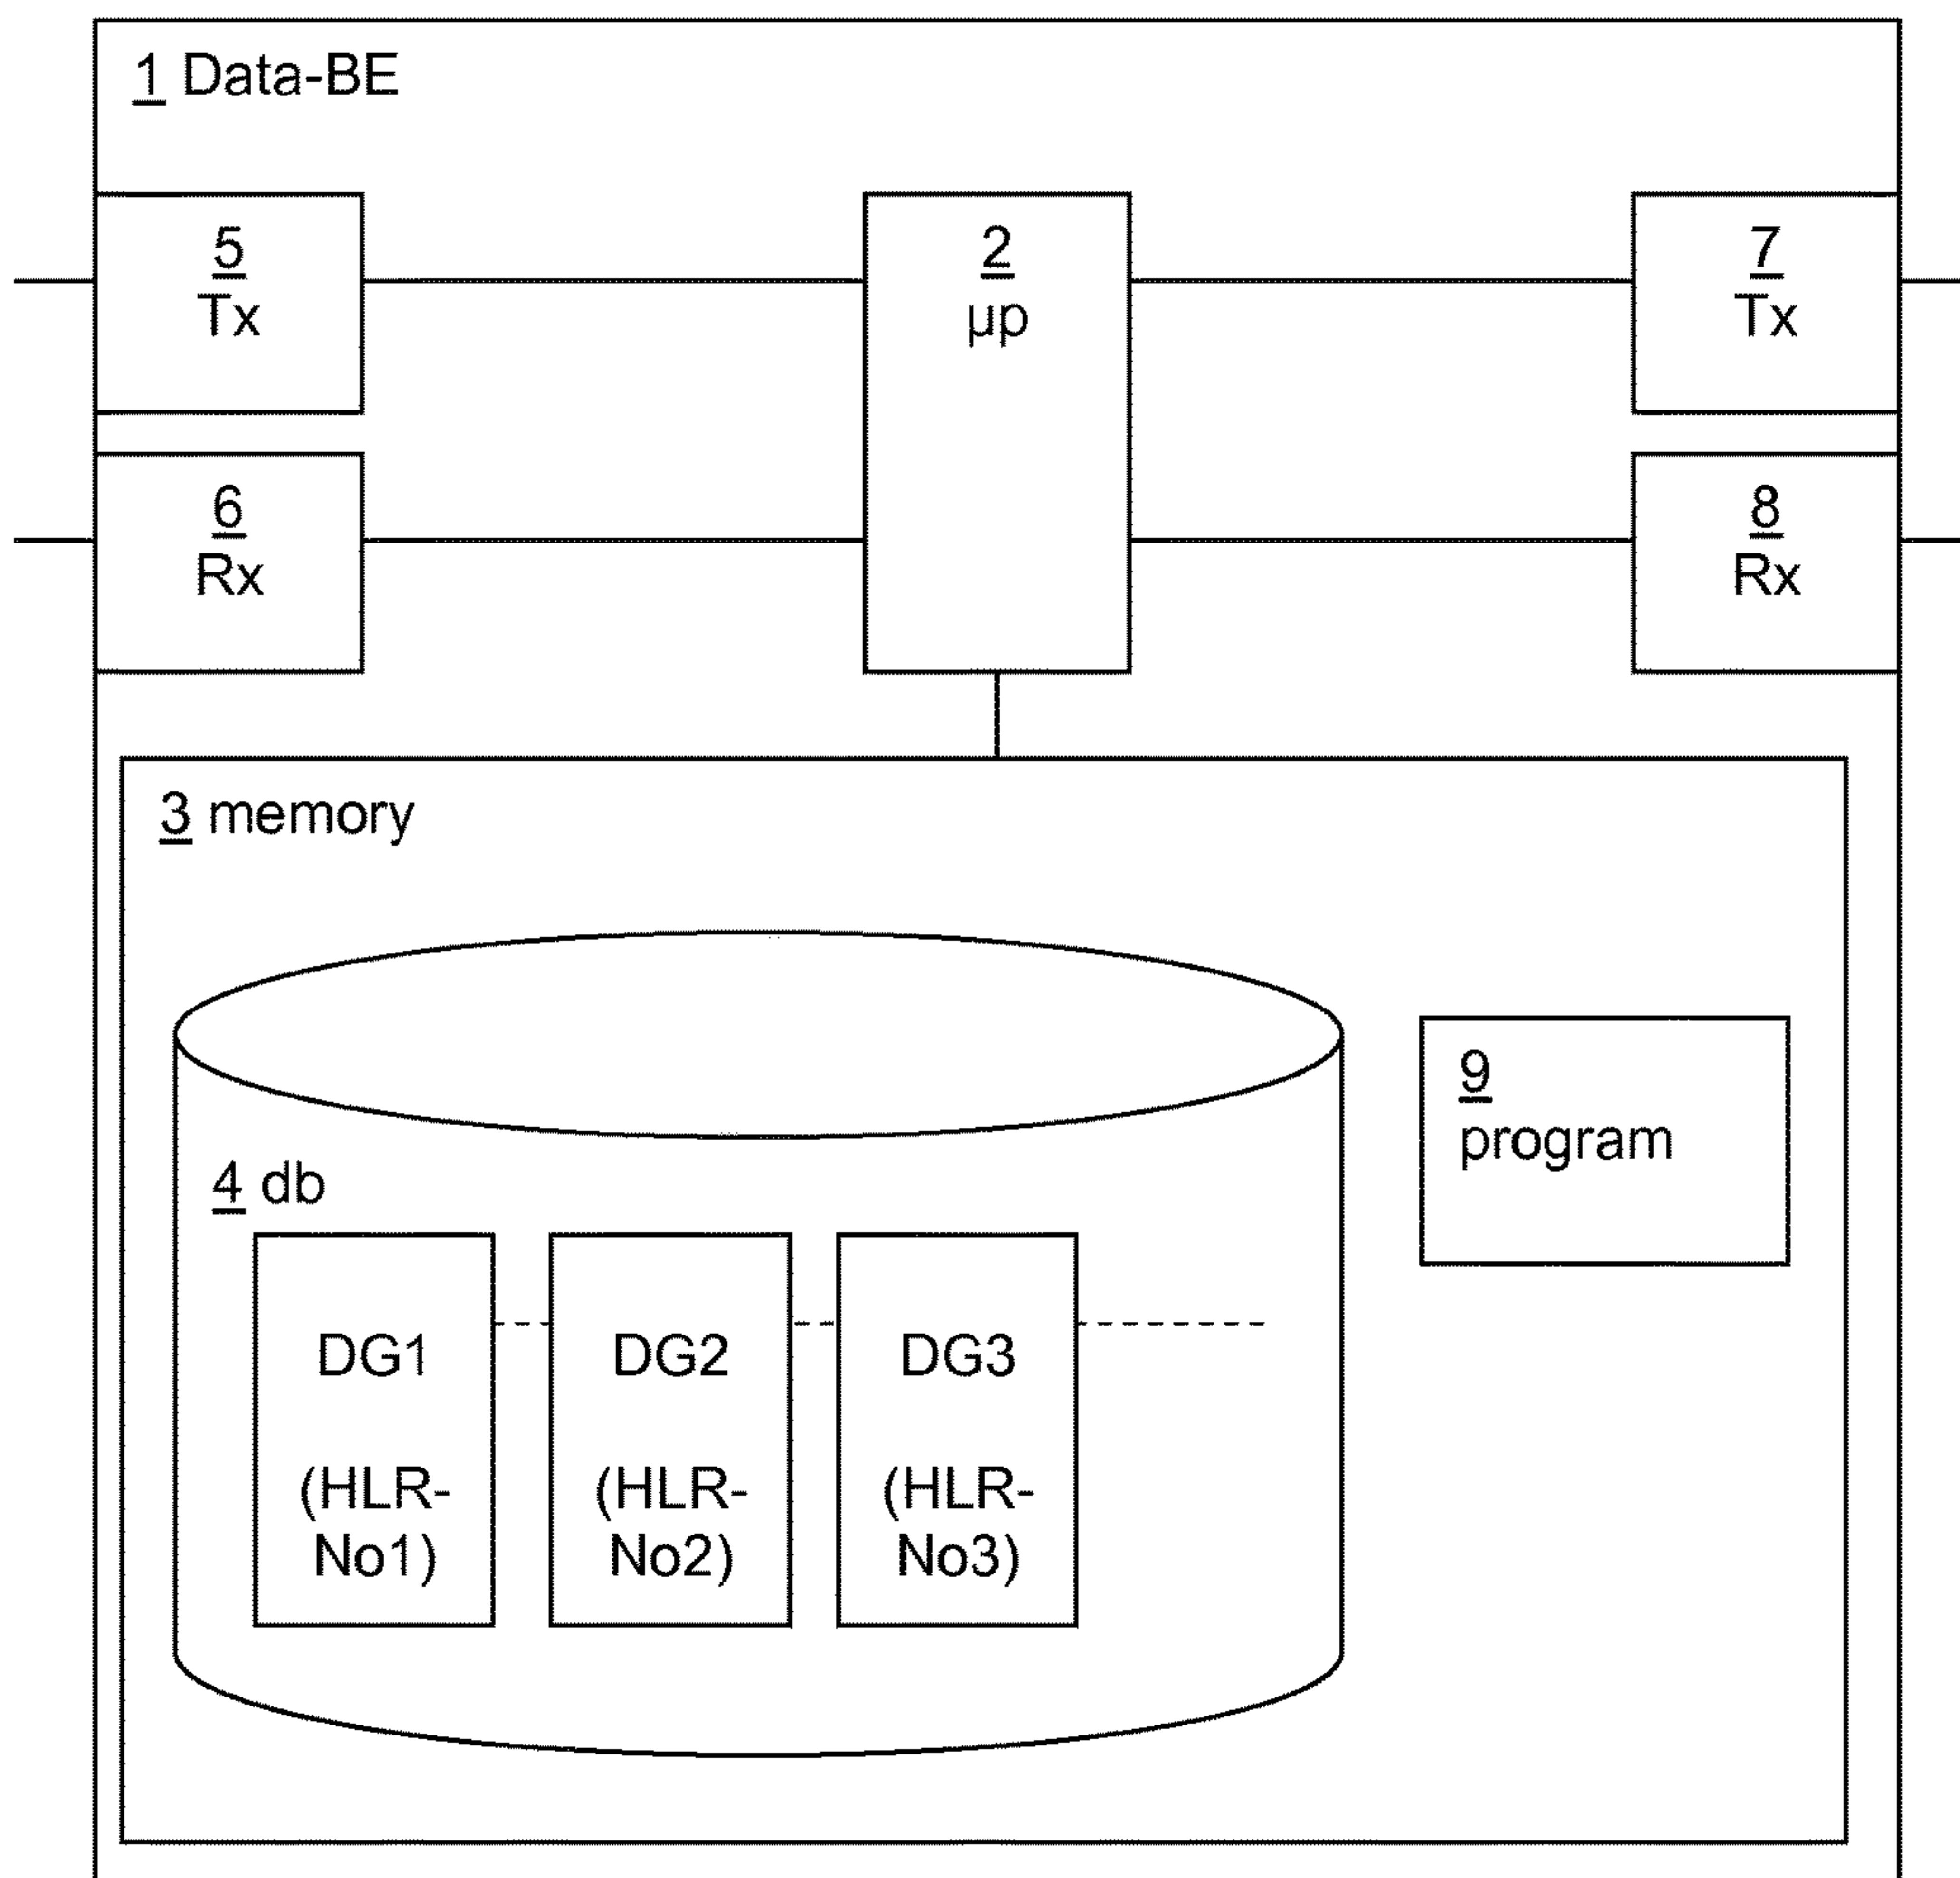 1 Data-BE
5
Tx
2
µp
7
Tx
6
Rx
8
Rx
3 memory
9
program
4 db
DG1
(HLR-
No1)
DG2
(HLR-
No2)
DG3
(HLR-
No3)